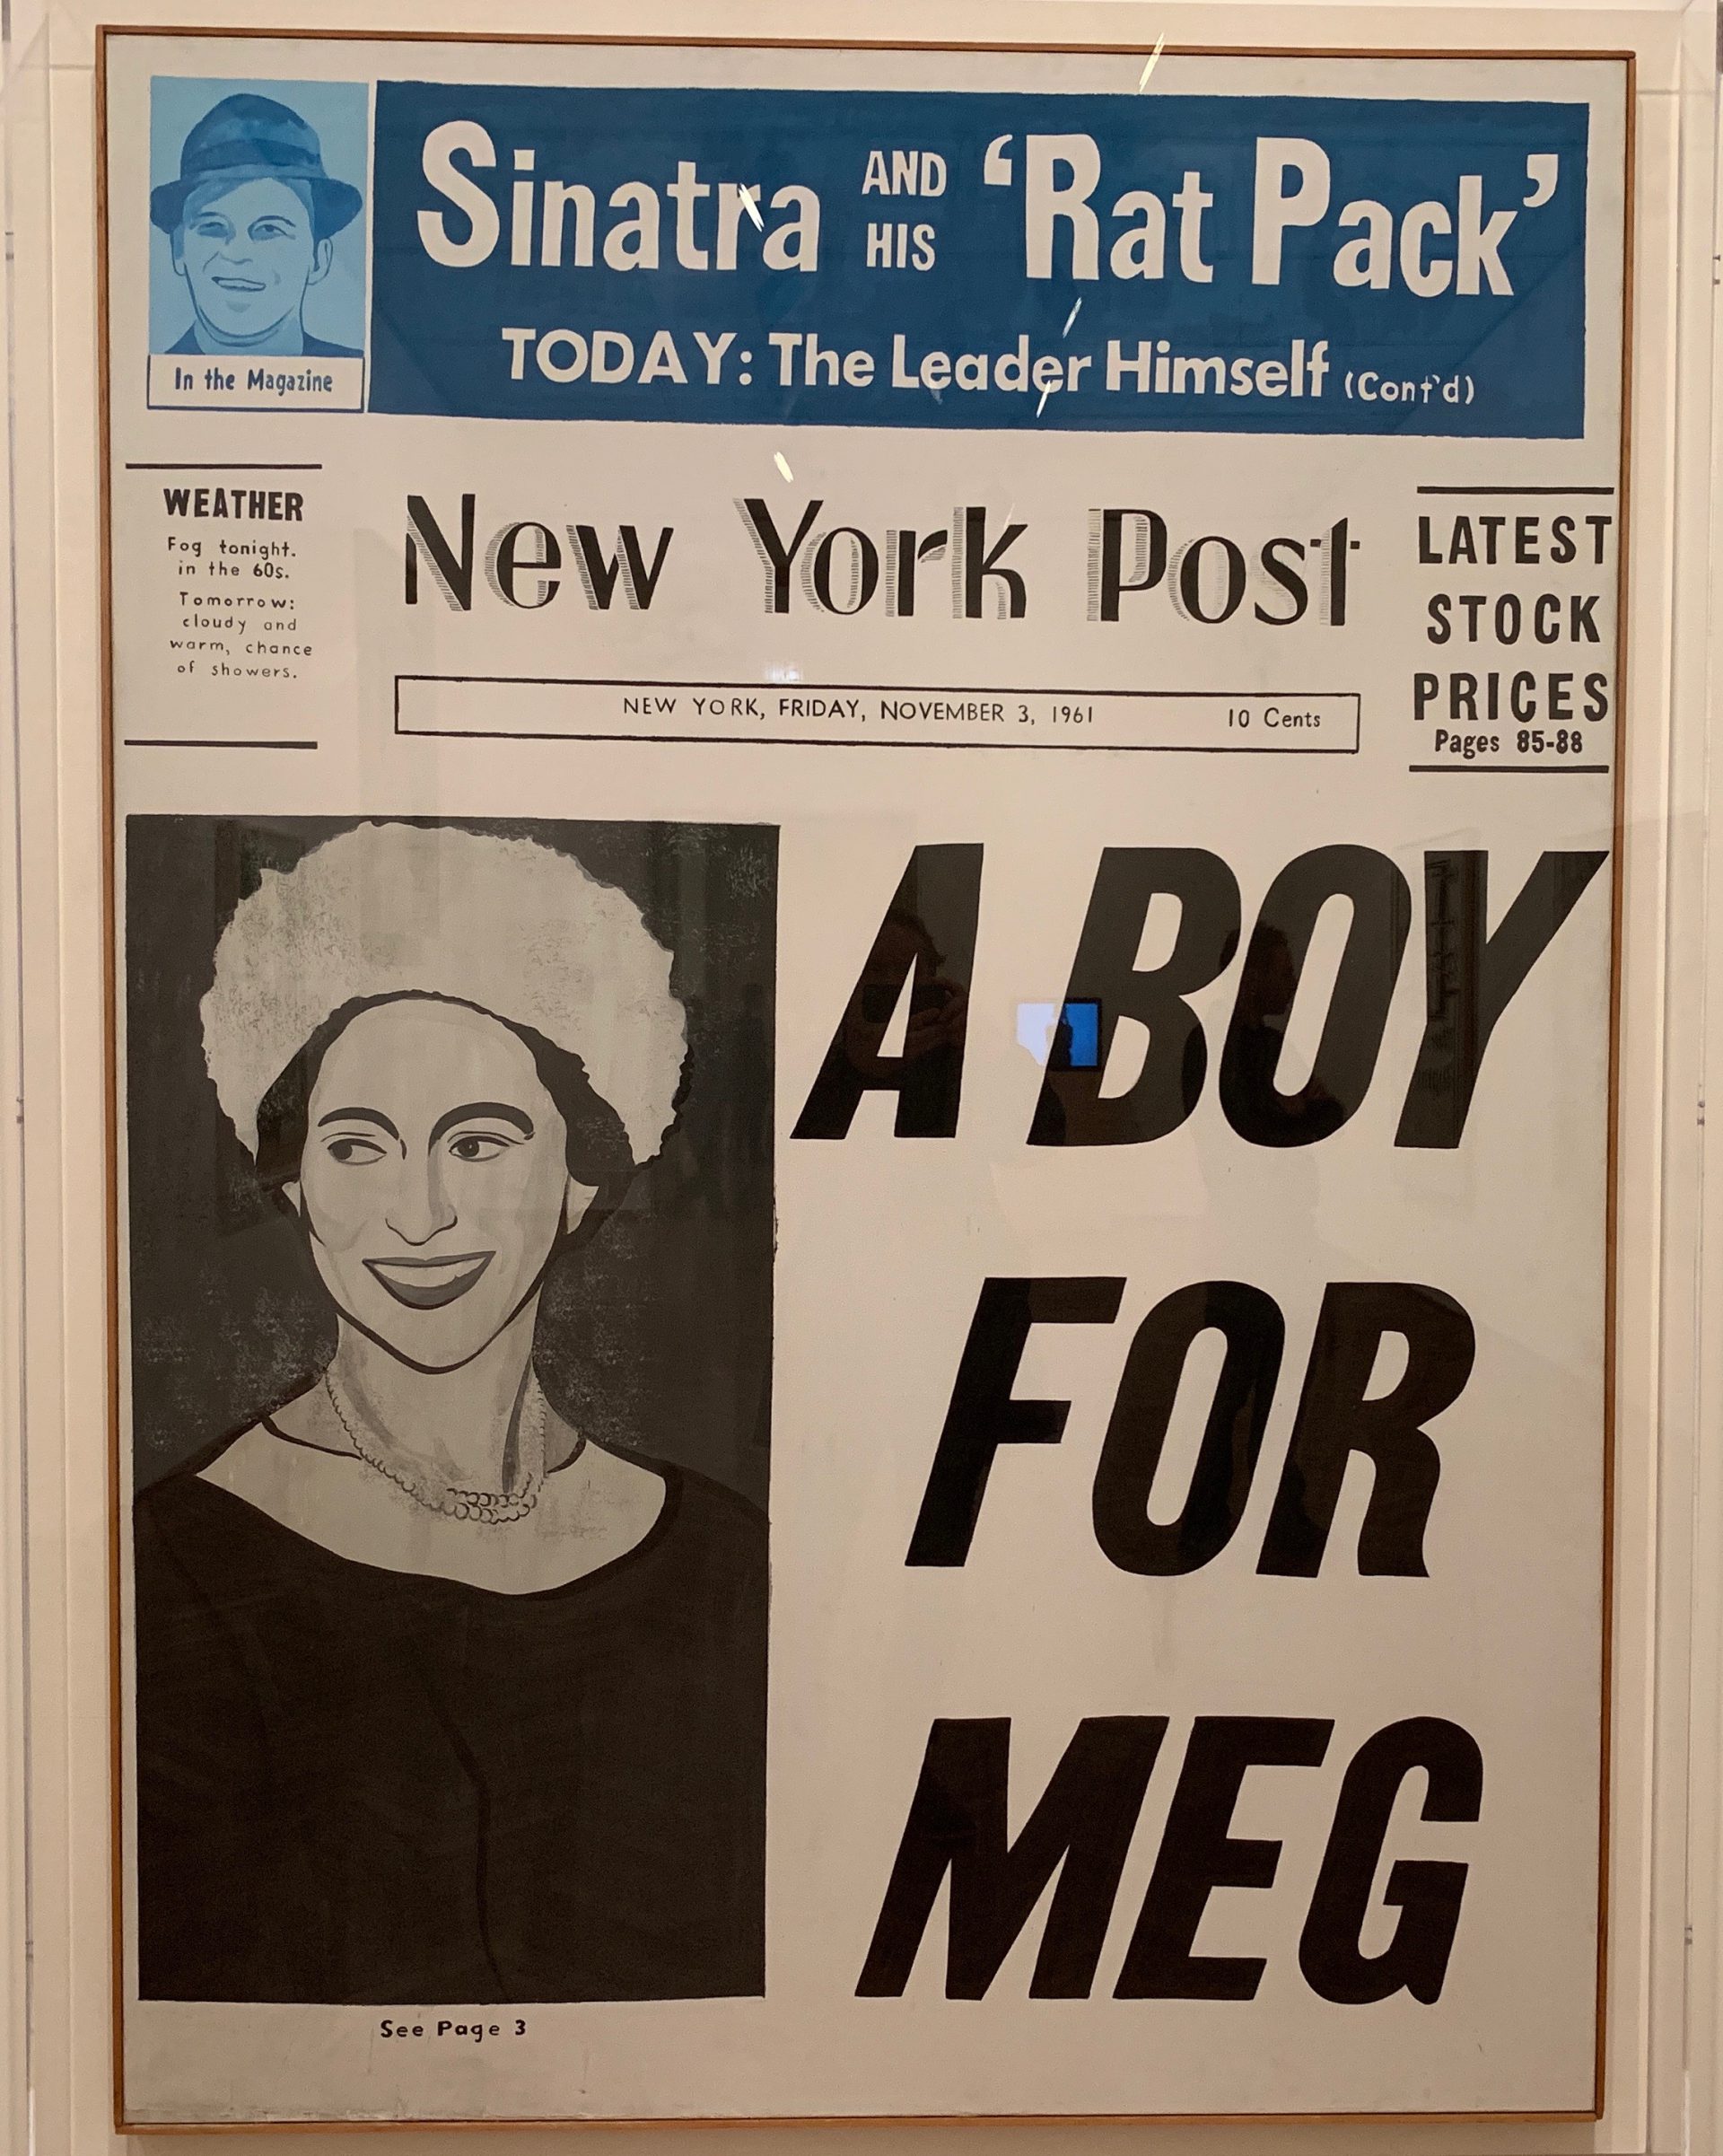 Sinatra AND HIS ‘Rat Pack’
TODAY: The Leader Himself (Cont'd)
In the Magazine
WEATHER
Fog tonight.
in the 60s.
Tomorrow:
cloudy and
warm, chance
of showers.
New York Post
NEW YORK, FRIDAY, NOVEMBER 3, 1961 10 Cents
LATEST
STOCK
PRICES
Pages 85-88
A BOY
FOR
MEG
See Page 3